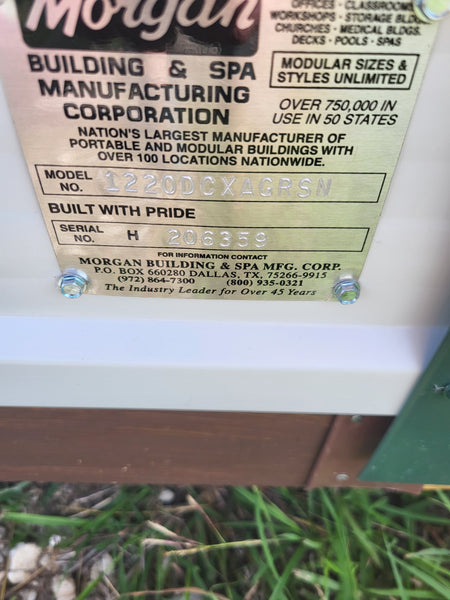 Morgan
OFFICES - CLASSROOMS
WORKSHOPS - STORAGE BLDG
CHURCHES - MEDICAL BLDGS.
DECKS - POOLS - SPAS
BUILDING & SPA
MANUFACTURING
CORPORATION
MODULAR SIZES &
STYLES UNLIMITED
OVER 750,000 IN
USE IN 50 STATES
NATION'S LARGEST MANUFACTURER OF
PORTABLE AND MODULAR BUILDINGS WITH
OVER 100 LOCATIONS NATIONWIDE.
MODEL NO. 1220DCXAGRSN
BUILT WITH PRIDE
SERIAL NO. H 206359
FOR INFORMATION CONTACT
MORGAN BUILDING & SPA MFG. CORP.
P.O. BOX 660280 DALLAS, TX, 75266-9915
(972) 864-7300 (800) 935-0321
The Industry Leader for Over 45 Years